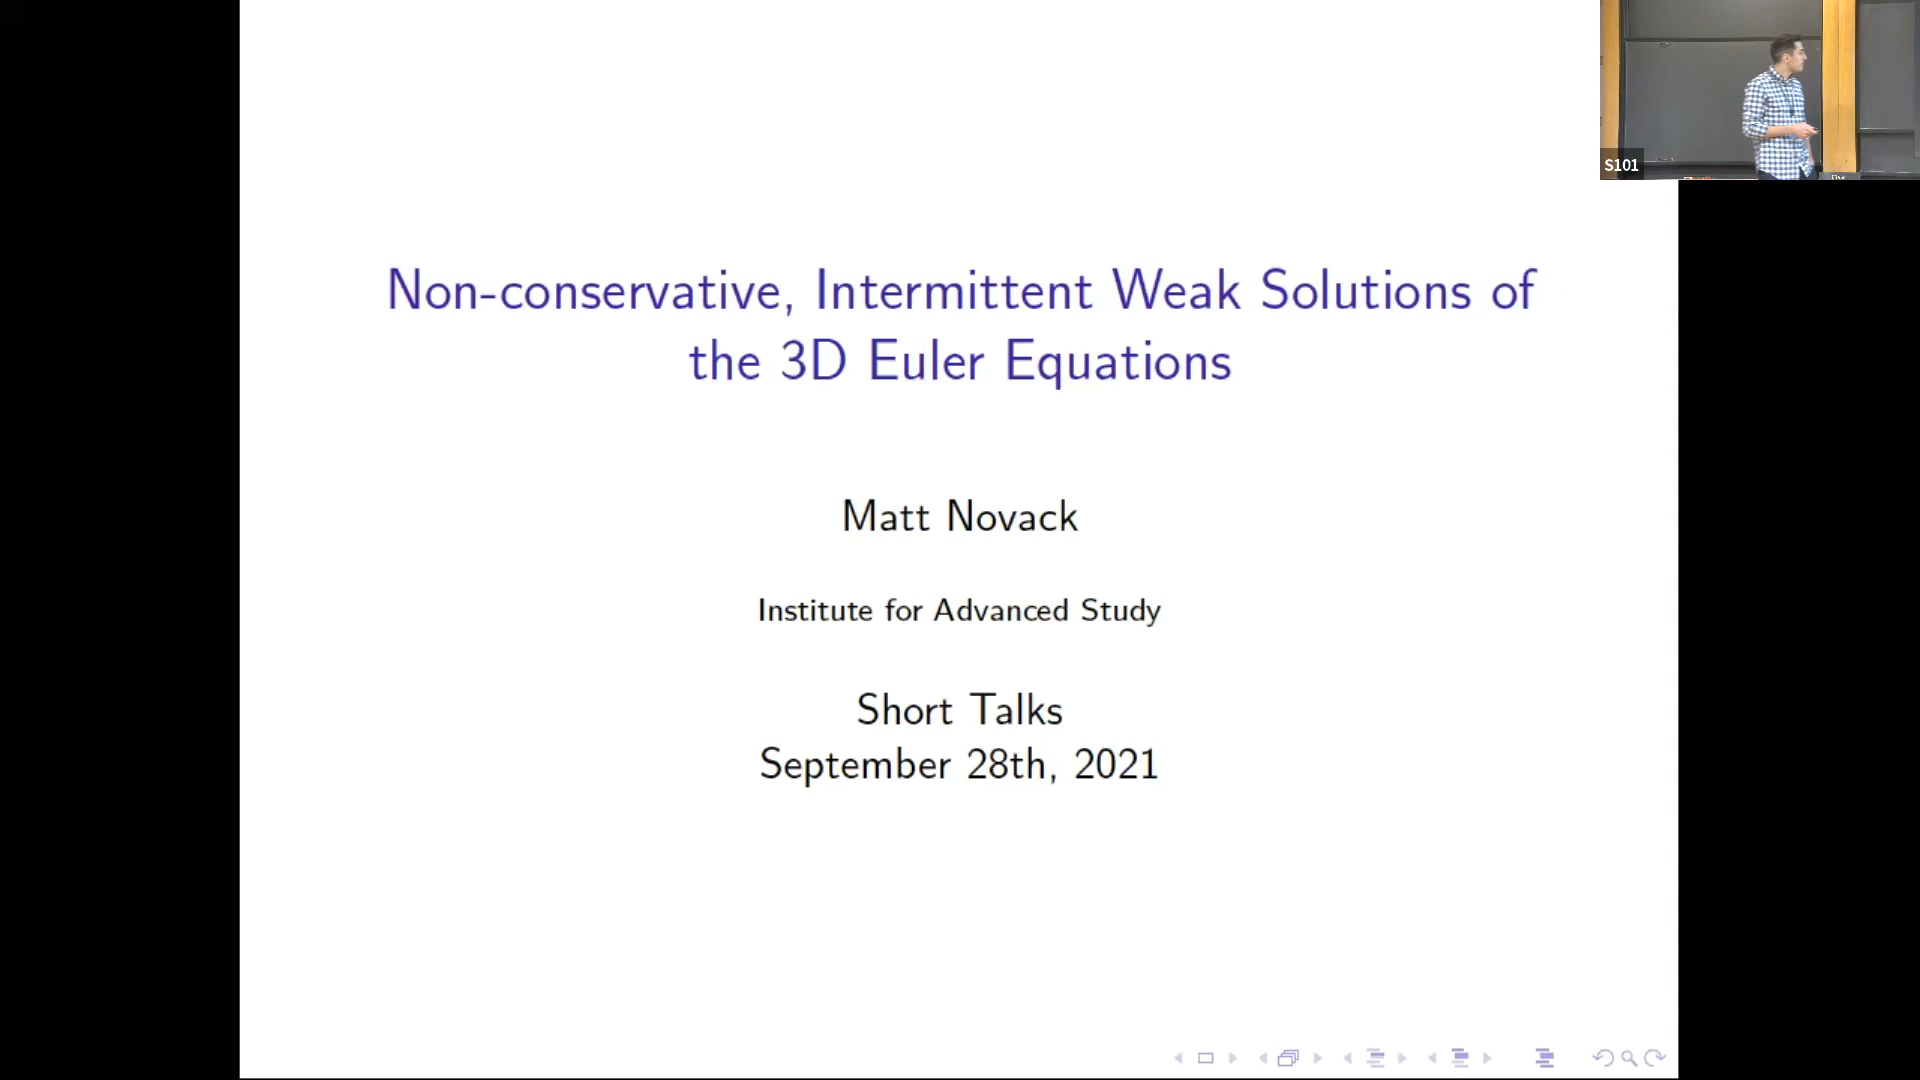 Non-conservative, Intermittent Weak Solutions of
the 3D Euler Equations
Matt Novack
Institute for Advanced Study
Short Talks
September 28th, 2021
S101